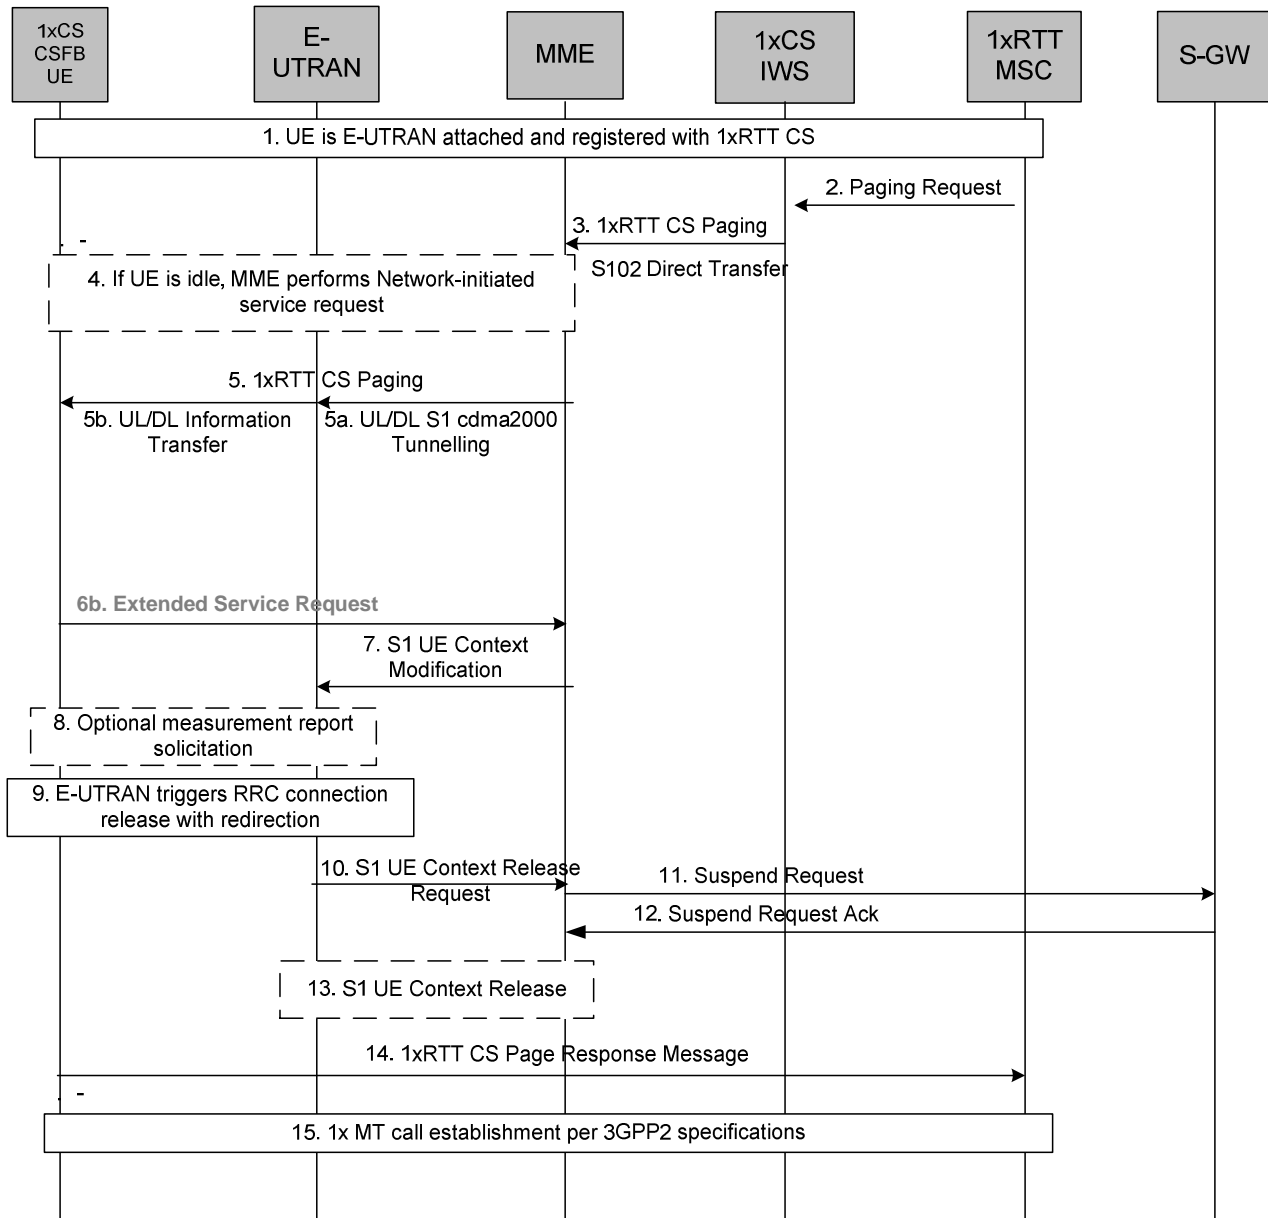 1xCS
CSFB
UE
E-
UTRAN
MME
1xCS
IWS
1xRTT
MSC
S-GW
1. UE is E-UTRAN attached and registered with 1xRTT CS
2. Paging Request
3. 1xRTT CS Paging
S102 Direct Transfer
4. If UE is idle, MME performs Network-initiated
service request
5. 1xRTT CS Paging
5b. UL/DL Information
Transfer
5a. UL/DL S1 cdma2000
Tunnelling
6b. Extended Service Request
7. S1 UE Context
Modification
8. Optional measurement report
solicitation
9. E-UTRAN triggers RRC connection
release with redirection
10. S1 UE Context Release
Request
11. Suspend Request
12. Suspend Request Ack
13. S1 UE Context Release
14. 1xRTT CS Page Response Message
15. 1x MT call establishment per 3GPP2 specifications